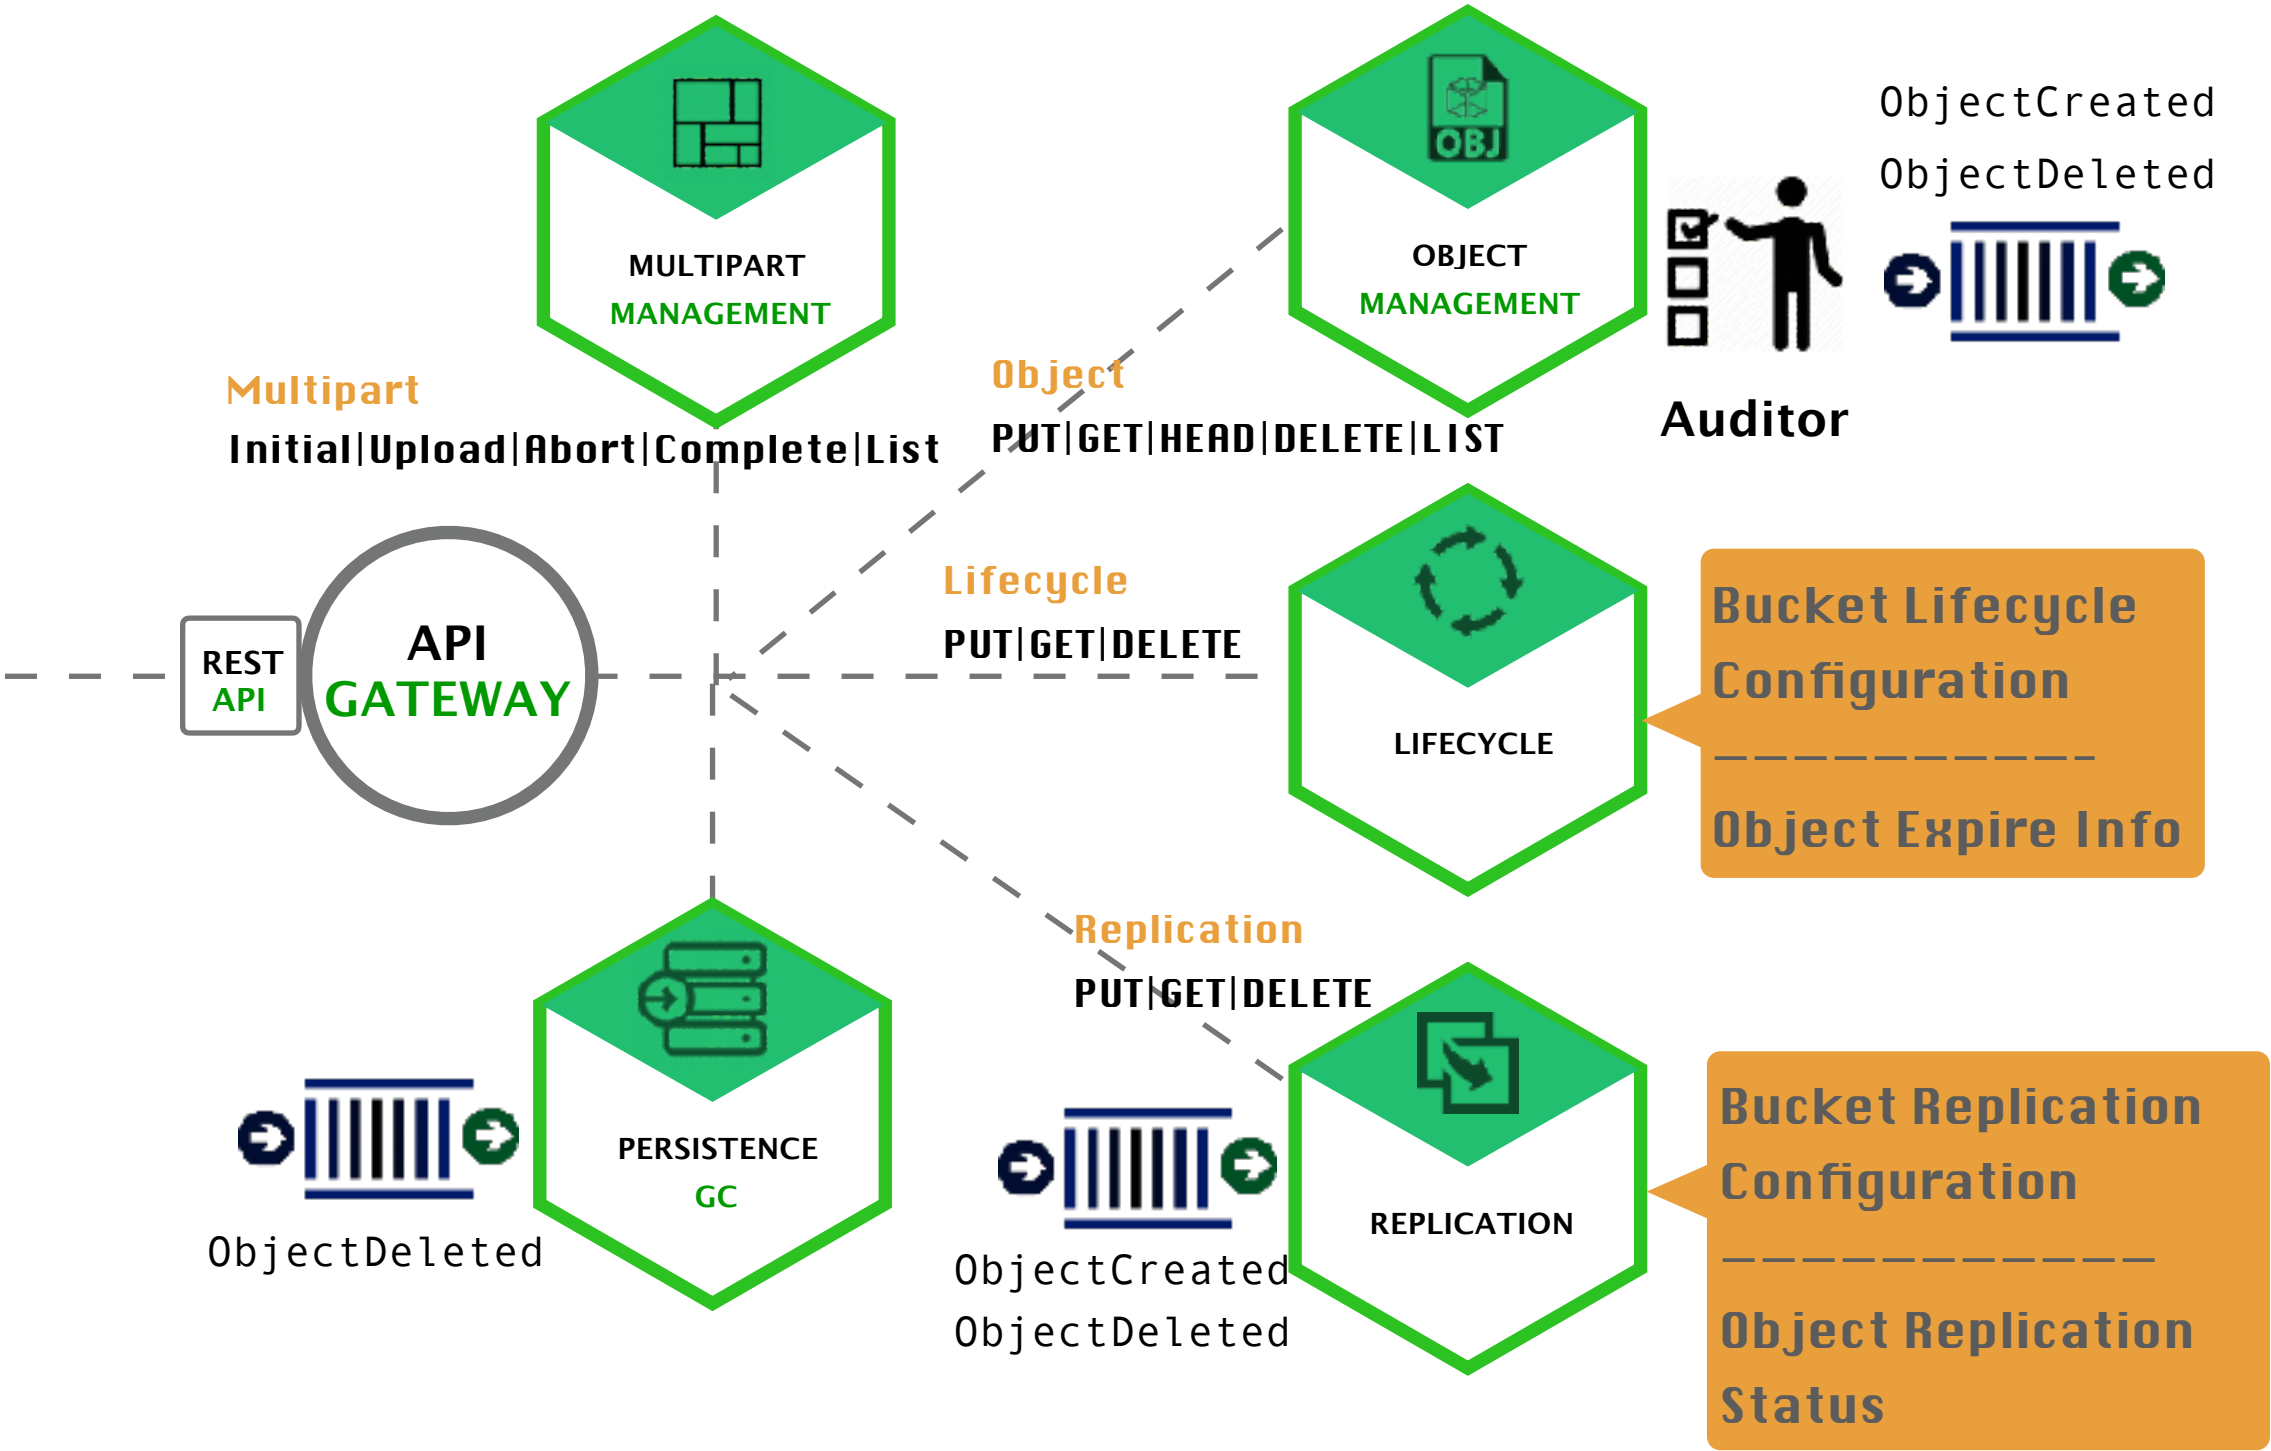 OBJ
MULTIPART
MANAGEMENT
OBJECT
MANAGEMENT
ObjectCreated
ObjectDeleted
Auditor
Multipart
Initial|Upload|Abort|Complete|List
Object
PUT|GET|HEAD|DELETE|LIST
REST
API
API
GATEWAY
Lifecycle
PUT|GET|DELETE
LIFECYCLE
Bucket Lifecycle
Configuration
Object Expire Info
Replication
PUT|GET|DELETE
PERSISTENCE
GC
ObjectDeleted
REPLICATION
ObjectCreated
ObjectDeleted
Bucket Replication
Configuration
Object Replication
Status